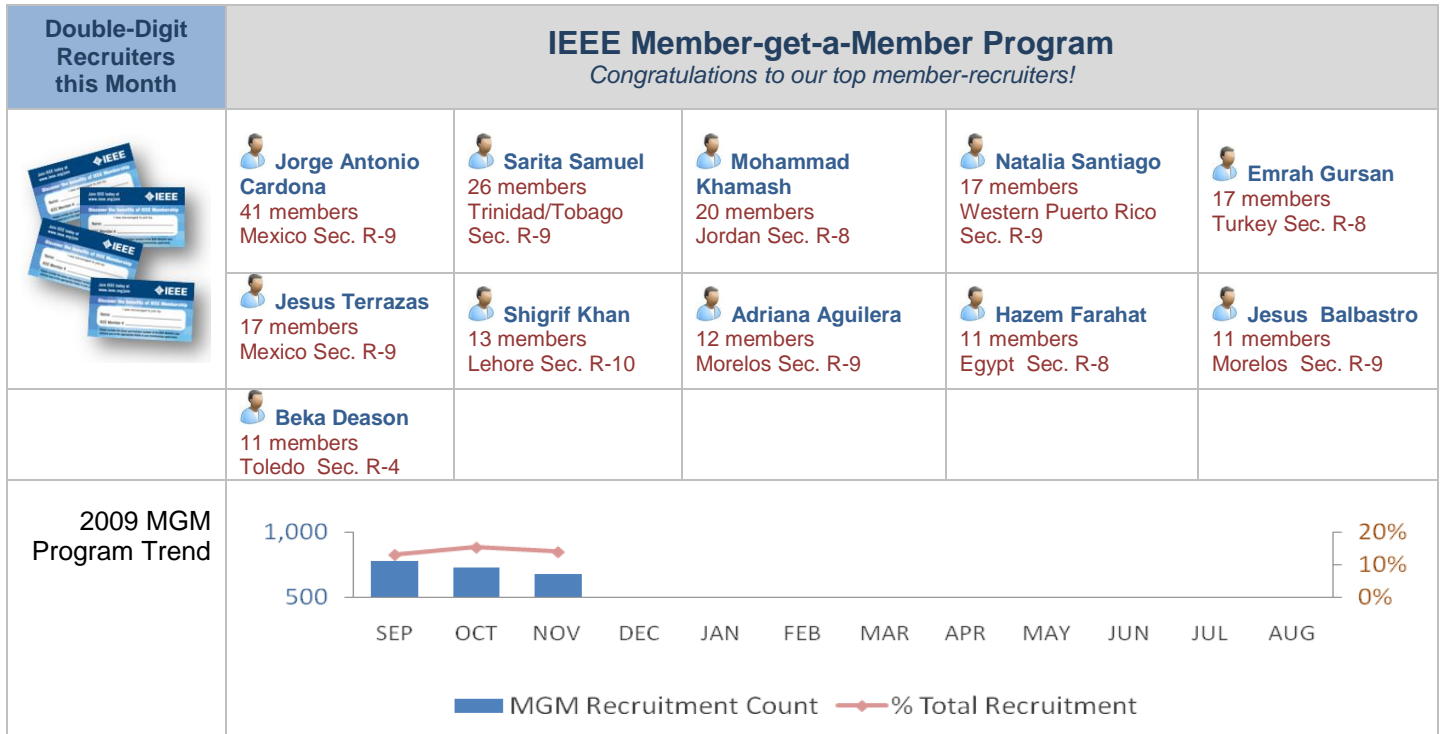 Double-Digit
Recruiters
this Month
IEEE Member-get-a-Member Program
Congratulations to our top member-recruiters!
IEEE
IEEE
IEEE
IEEE
Jorge Antonio
Cardona
41 members
Mexico Sec. R-9
Sarita Samuel
26 members
Trinidad/Tobago
Sec. R-9
Mohammad
Khamash
20 members
Jordan Sec. R-8
Natalia Santiago
17 members
Western Puerto Rico
Sec. R-9
Emrah Gursan
17 members
Turkey Sec. R-8
Jesus Terrazas
17 members
Mexico Sec. R-9
Shigrif Khan
13 members
Lehore Sec. R-10
Adriana Aguilera
12 members
Morelos Sec. R-9
Hazem Farahat
11 members
Egypt Sec. R-8
Jesus Balbastro
11 members
Morelos Sec. R-9
Beka Deason
11 members
Toledo Sec. R-4
2009 MGM
Program Trend
1,000
500
20%
10%
0%
SEP OCT NOV DEC JAN FEB MAR APR MAY JUN JUL AUG
MGM Recruitment Count % Total Recruitment